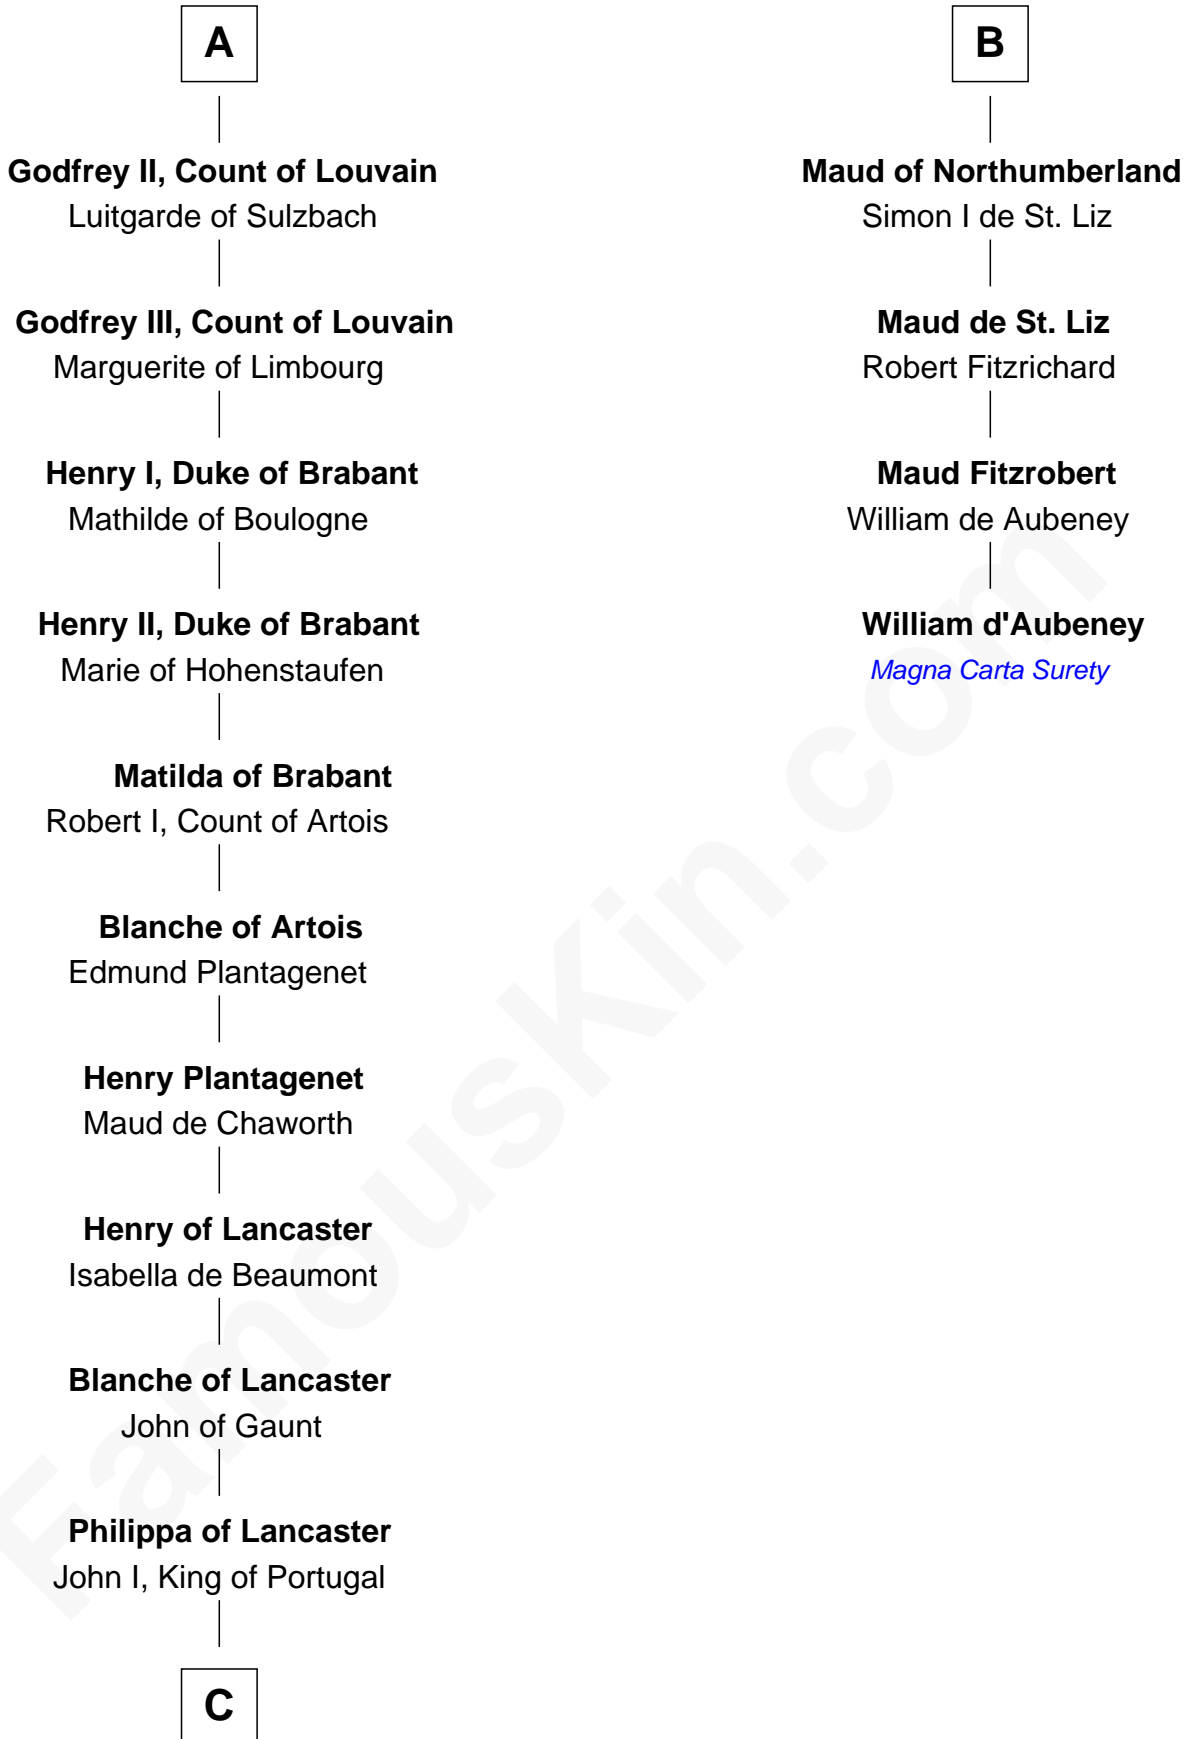 A
Godfrey II, Count of Louvain
Luitgarde of Sulzbach
Godfrey III, Count of Louvain
Marguerite of Limbourg
Henry I, Duke of Brabant
Mathilde of Boulogne
Henry II, Duke of Brabant
Marie of Hohenstaufen
Matilda of Brabant
Robert I, Count of Artois
Blanche of Artois
Edmund Plantagenet
Henry Plantagenet
Maud de Chaworth
Henry of Lancaster
Isabella de Beaumont
Blanche of Lancaster
John of Gaunt
Philippa of Lancaster
John I, King of Portugal
C
B
Maud of Northumberland
Simon I de St. Liz
Maud de St. Liz
Robert Fitzrichard
Maud Fitzrobert
William de Aubeney
William d'Aubeney
Magna Carta Surety
FamousKin.com